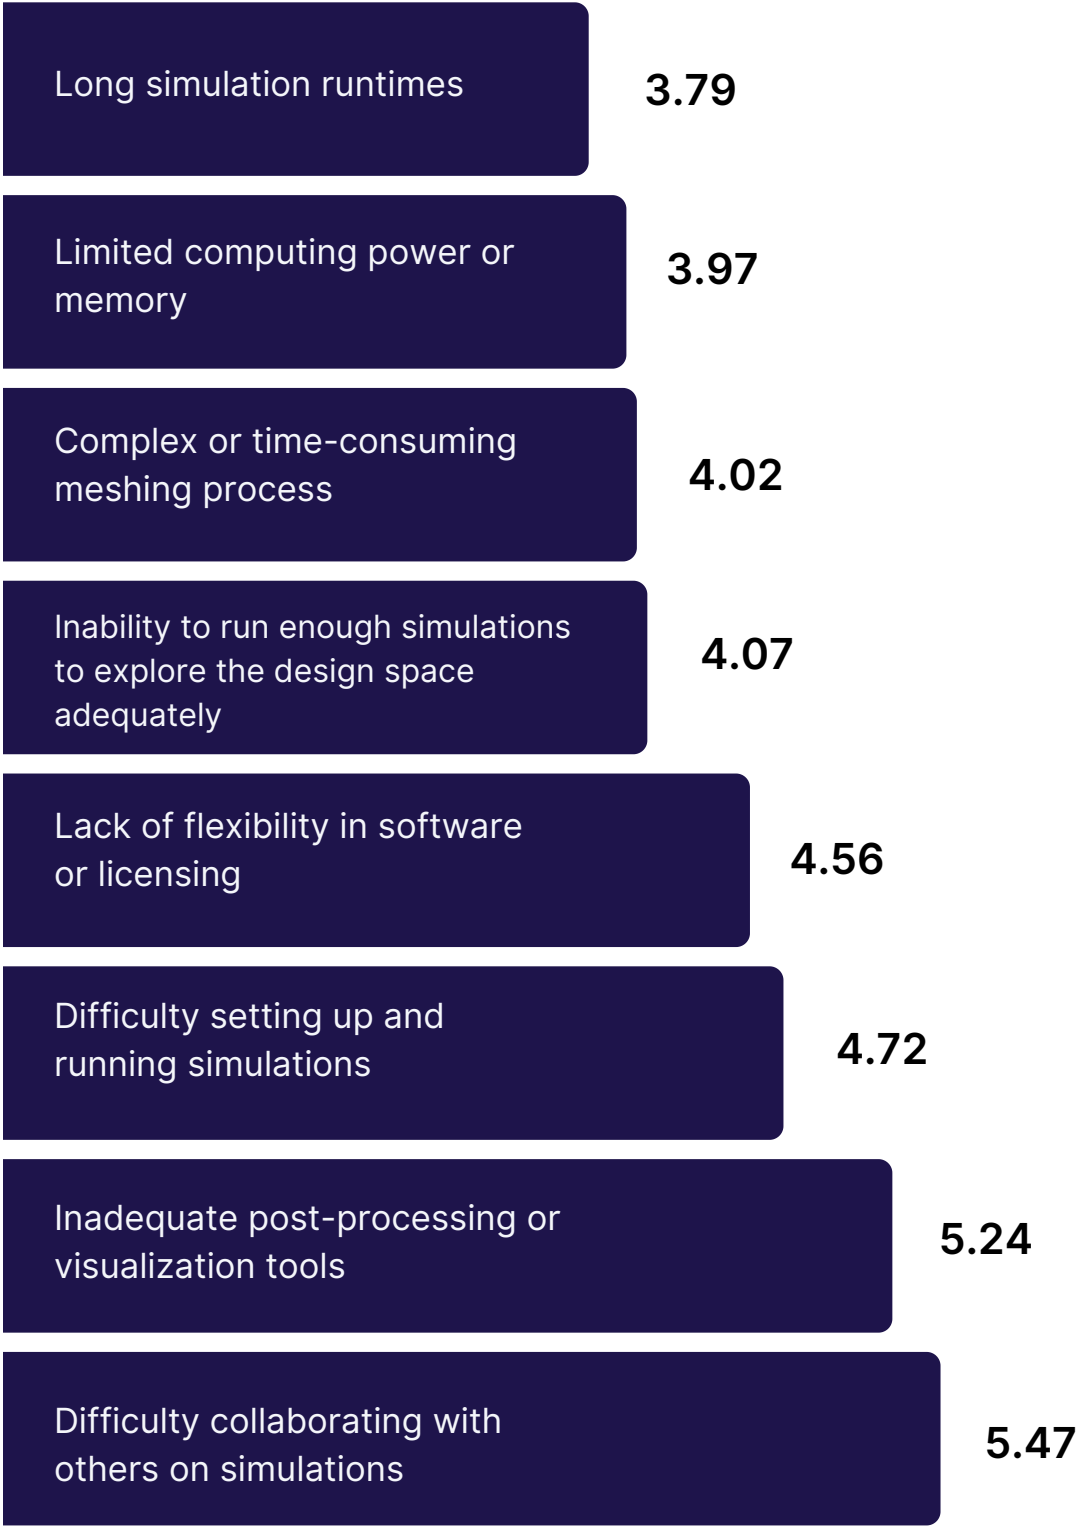 Long simulation runtimes
3.79
Limited computing power or
memory
3.97
Complex or time-consuming
meshing process
4.02
Inability to run enough simulations
to explore the design space
adequately
4.07
Lack of flexibility in software
or licensing
4.56
Difficulty setting up and
running simulations
4.72
Inadequate post-processing or
visualization tools
5.24
Difficulty collaborating with
others on simulations
5.47